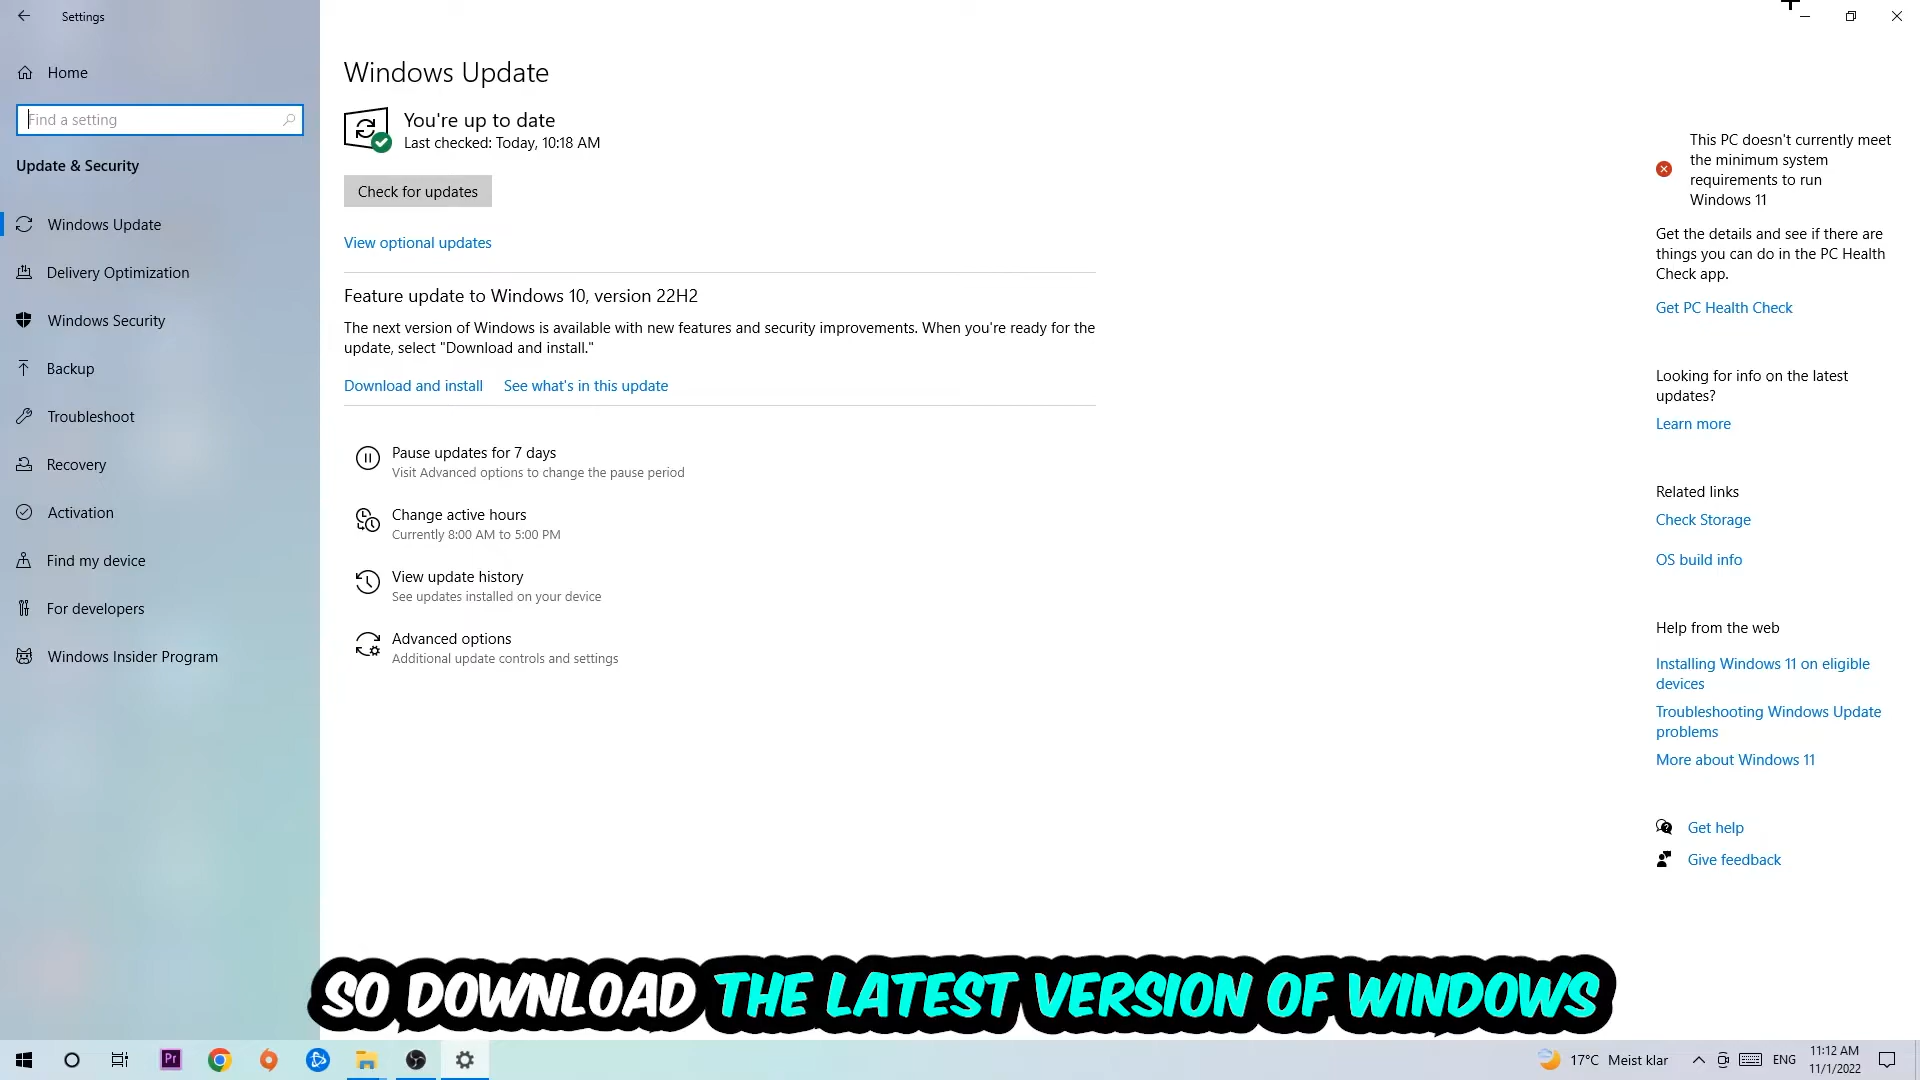 Settings
Home
Find a setting
Update & Security
Windows Update
Delivery Optimization
Windows Security
Backup
Troubleshoot
Recovery
Activation
Find my device
For developers
Windows Insider Program
Windows Update
You're up to date
Last checked: Today, 10:18 AM
Check for updates
View optional updates
Feature update to Windows 10, version 22H2
The next version of Windows is available with new features and security improvements. When you're ready for the
update, select "Download and install."
Download and install See what's in this update
Pause updates for 7 days
Visit Advanced options to change the pause period
Change active hours
Currently 8:00 AM to 5:00 PM
View update history
See updates installed on your device
Advanced options
Additional update controls and settings
This PC doesn't currently meet
the minimum system
requirements to run
Windows 11
Get the details and see if there are
things you can do in the PC Health
Check app.
Get PC Health Check
Looking for info on the latest
updates?
Learn more
Related links
Check Storage
OS build info
Help from the web
Installing Windows 11 on eligible
devices
Troubleshooting Windows Update
problems
More about Windows 11
Get help
Give feedback
SO DOWNLOAD THE LATEST VERSION OF WINDOWS
Pr
17°C Meist klar
ENG
11:12 AM
11/1/2022